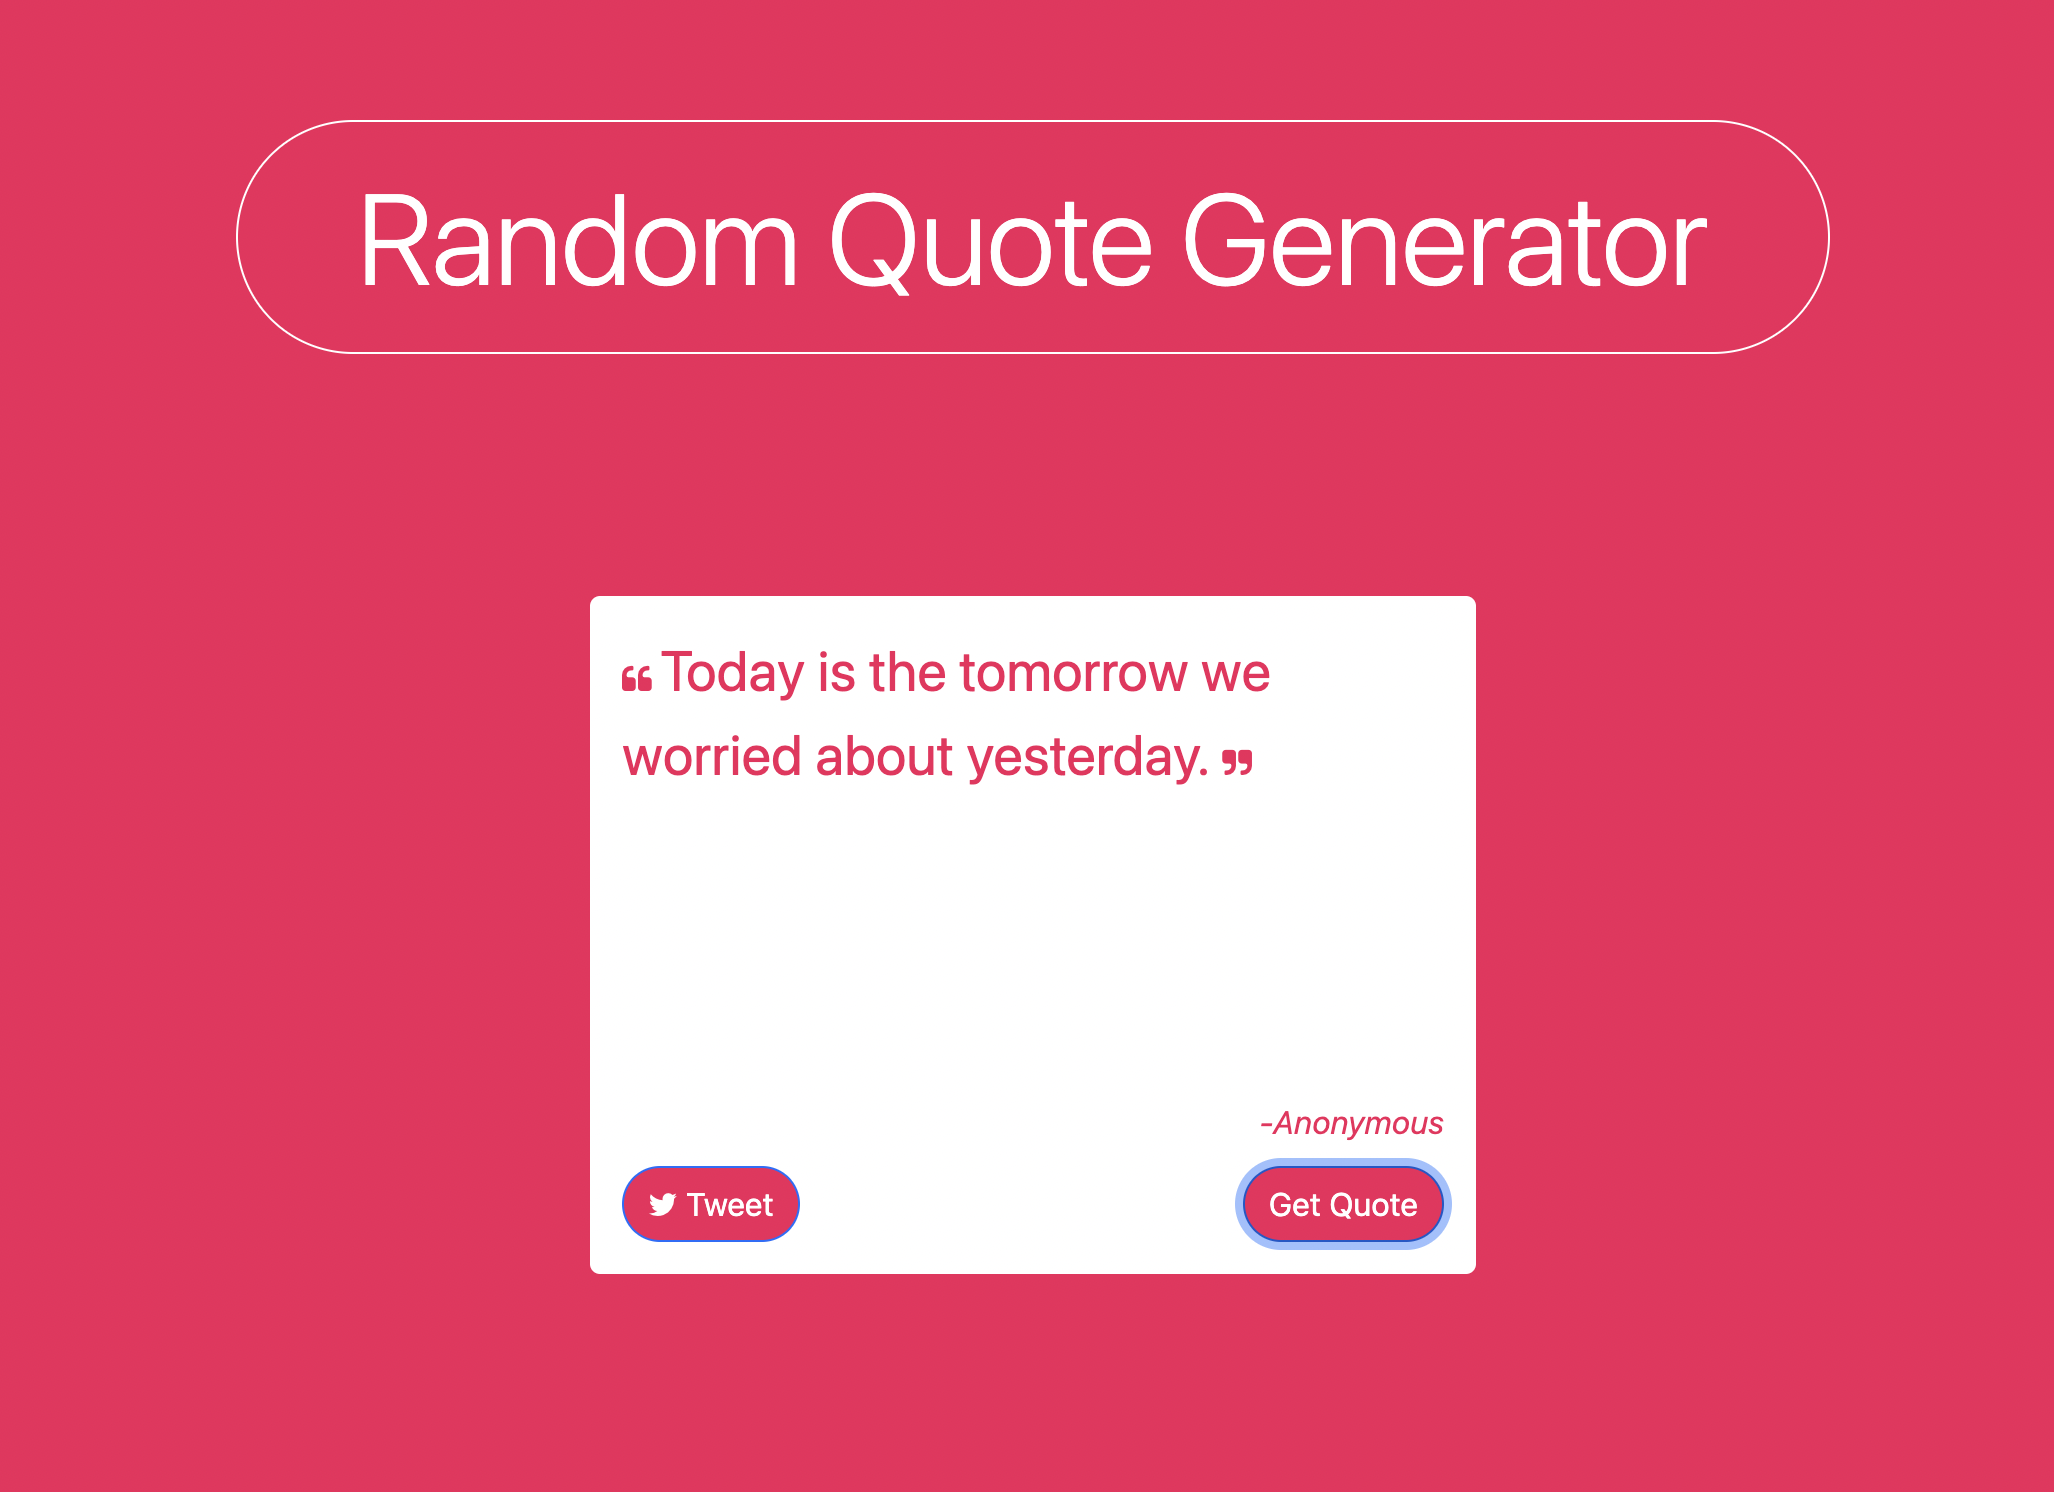 Random Quote Generator
“ Today is the tomorrow we
worried about yesterday. ”
-Anonymous
Tweet
Get Quote